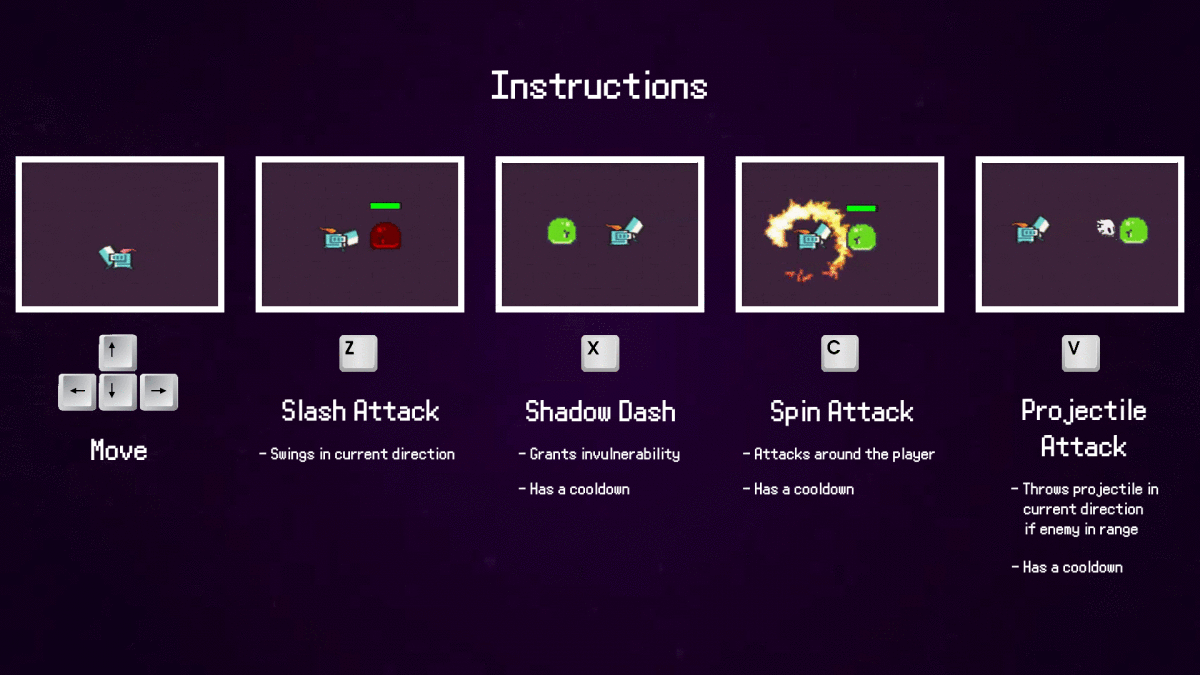 Instructions
↑
← ↓ →
Move
Z
Slash Attack
- Swings in current direction
X
Shadow Dash
- Grants invulnerability
- Has a cooldown
C
Spin Attack
- Attacks around the player
- Has a cooldown
V
Projectile
Attack
- Throws projectile in
current direction
if enemy in range
- Has a cooldown